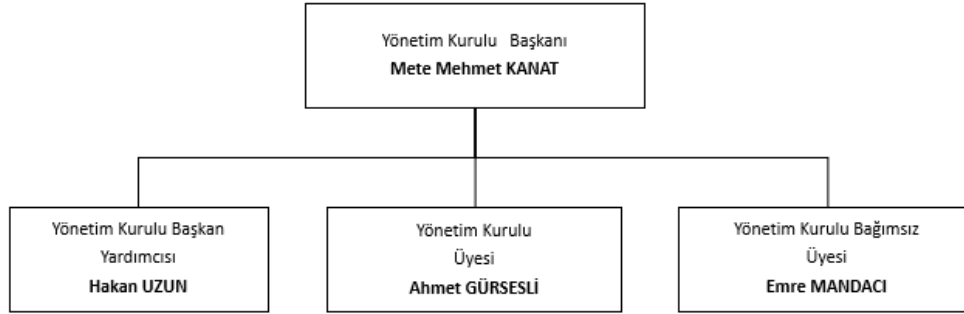 Yönetim Kurulu Başkanı
Mete Mehmet KANAT
Yönetim Kurulu Başkan
Yardımcısı
Hakan UZUN
Yönetim Kurulu
Üyesi
Ahmet GÜRSESLİ
Yönetim Kurulu Bağımsız
Üyesi
Emre MANDACI